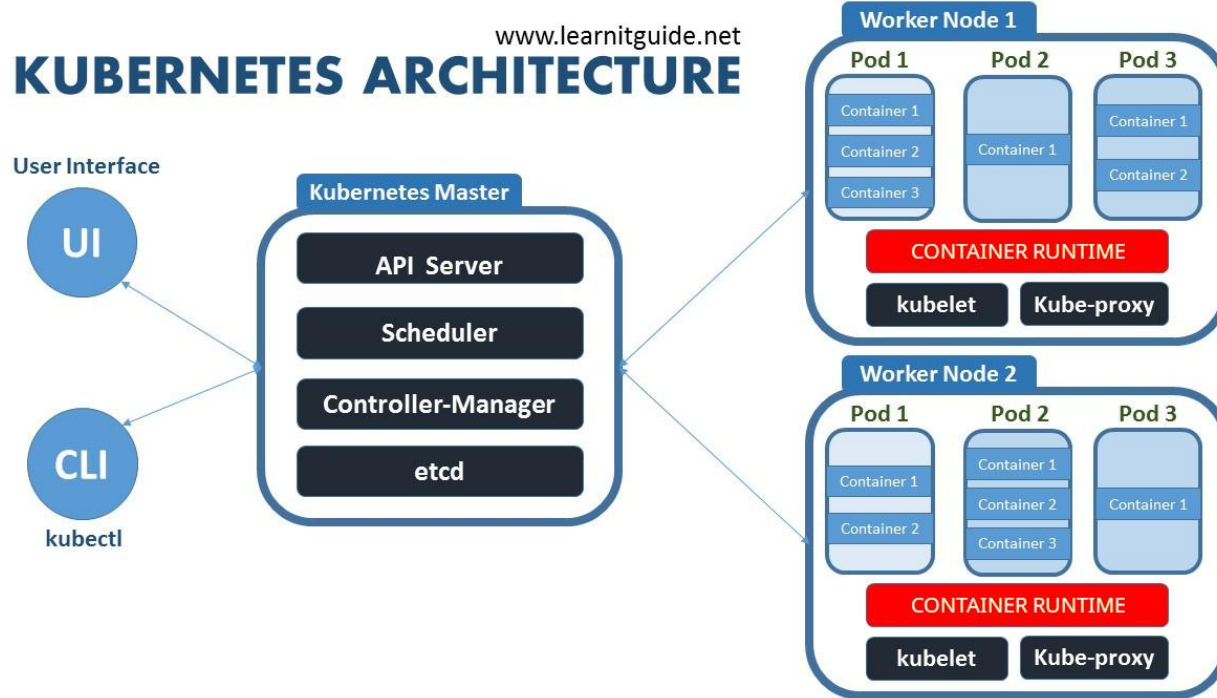 www.learnitguide.net
KUBERNETES ARCHITECTURE
User Interface
UI
CLI
kubectl
Kubernetes Master
API Server
Scheduler
Controller-Manager
etcd
Worker Node 1
Pod 1
Pod 2
Pod 3
Container 1
Container 2
Container 3
Container 1
Container 1
Container 2
CONTAINER RUNTIME
kubelet
Kube-proxy
Worker Node 2
Pod 1
Pod 2
Pod 3
Container 1
Container 2
Container 1
Container 2
Container 3
Container 1
CONTAINER RUNTIME
kubelet
Kube-proxy